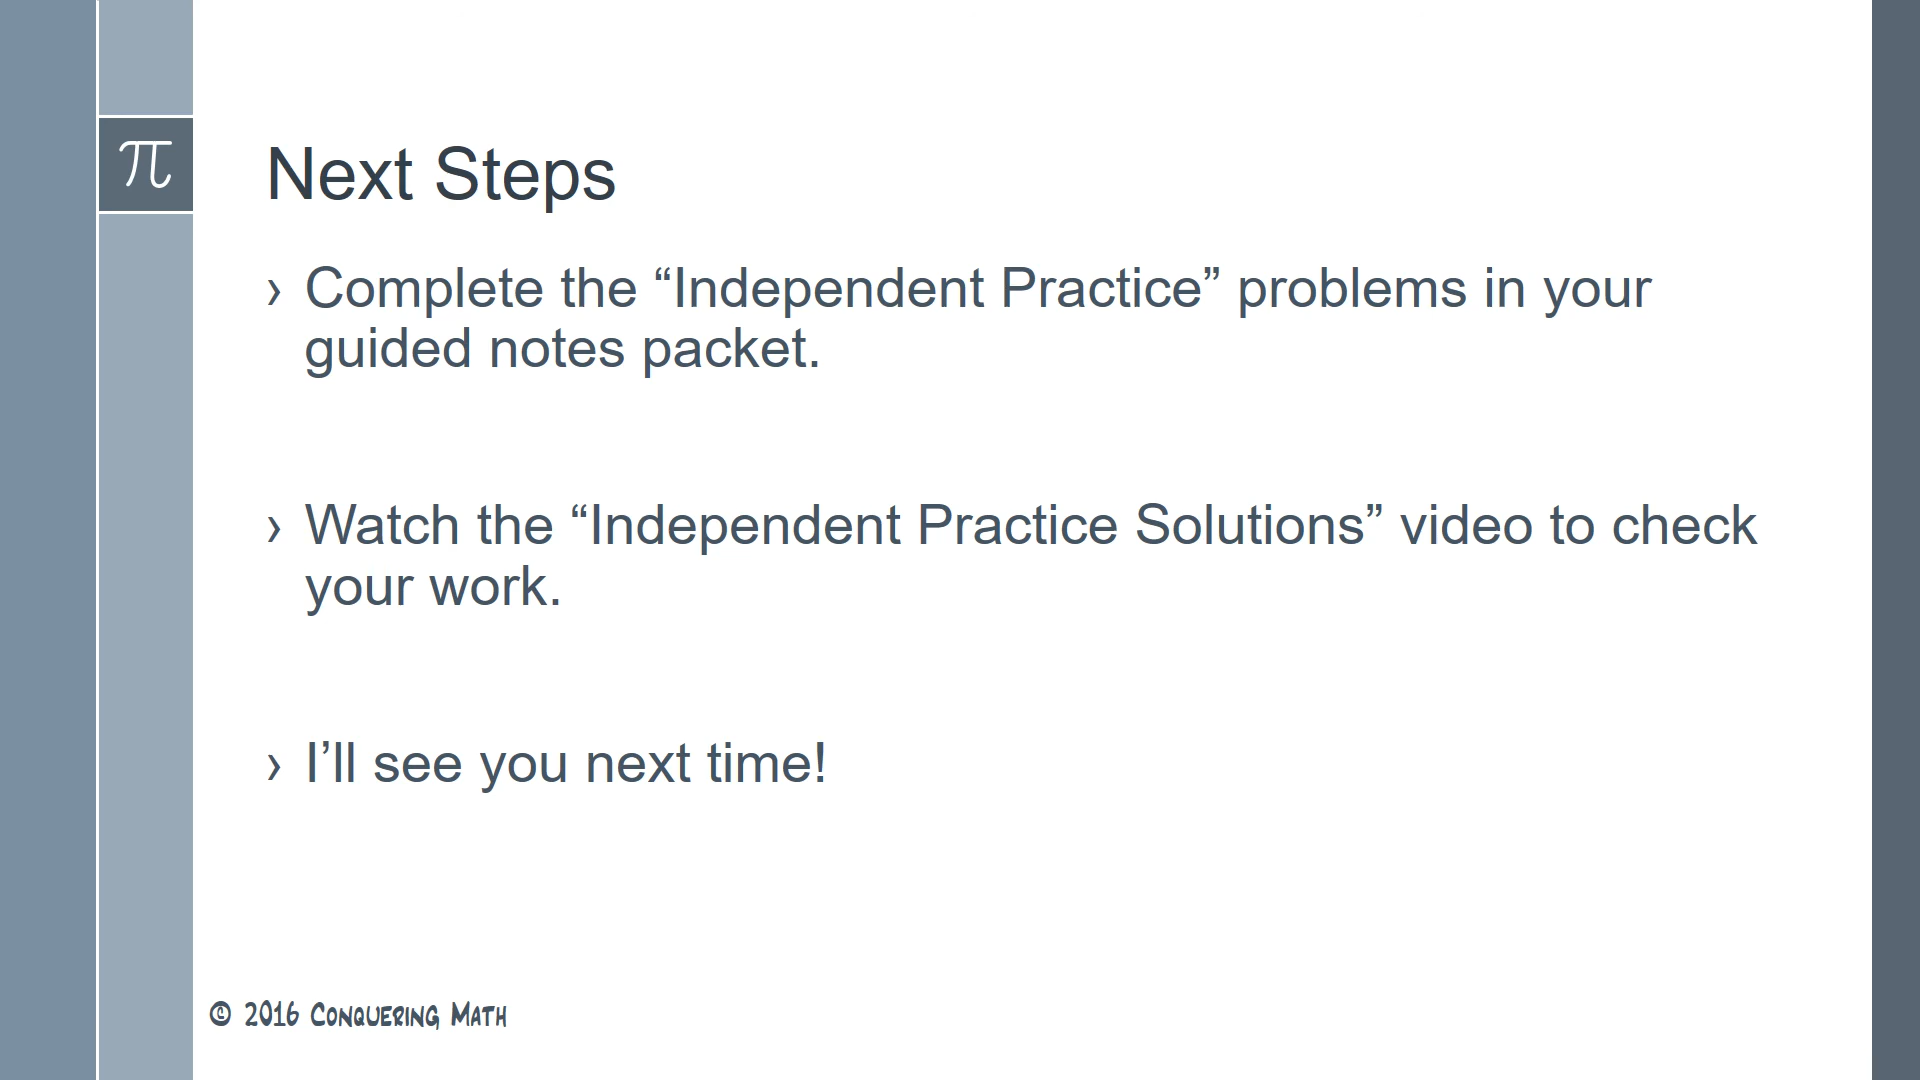 π
Next Steps
› Complete the “Independent Practice” problems in your
guided notes packet.
› Watch the “Independent Practice Solutions” video to check
your work.
› I’ll see you next time!
© 2016 Conquering Math